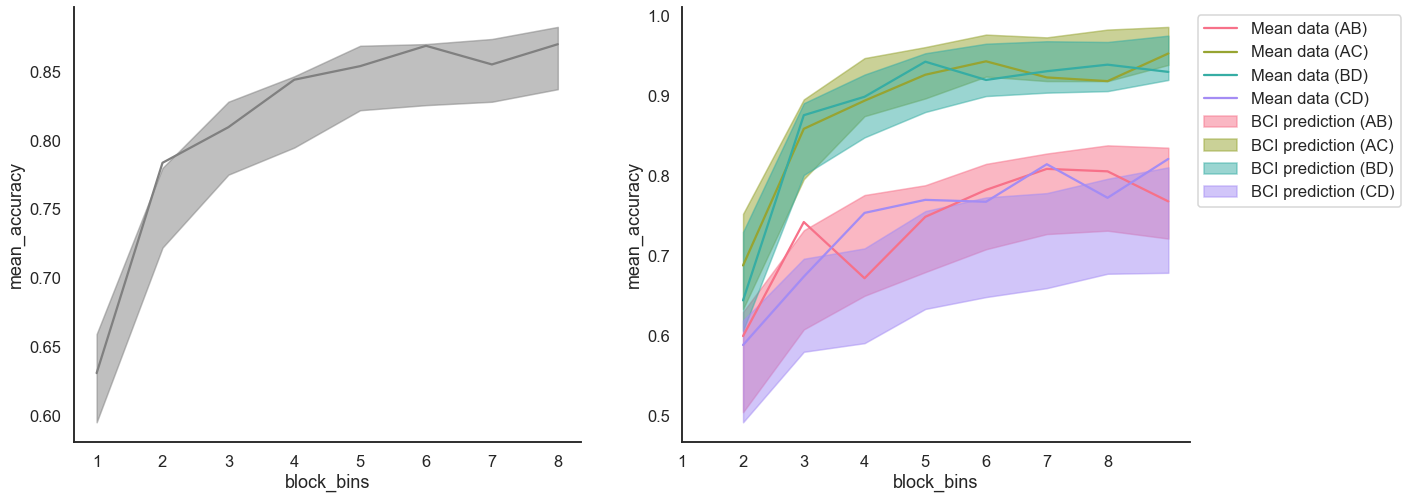 mean_accuracy
0.85
0.80
0.75
0.70
0.65
0.60
1 2 3 4 5 6 7 8
block_bins
mean_accuracy
1.0
0.9
0.8
0.7
0.6
0.5
1 2 3 4 5 6 7 8
block_bins
Mean data (AB)
Mean data (AC)
Mean data (BD)
Mean data (CD)
BCI prediction (AB)
BCI prediction (AC)
BCI prediction (BD)
BCI prediction (CD)